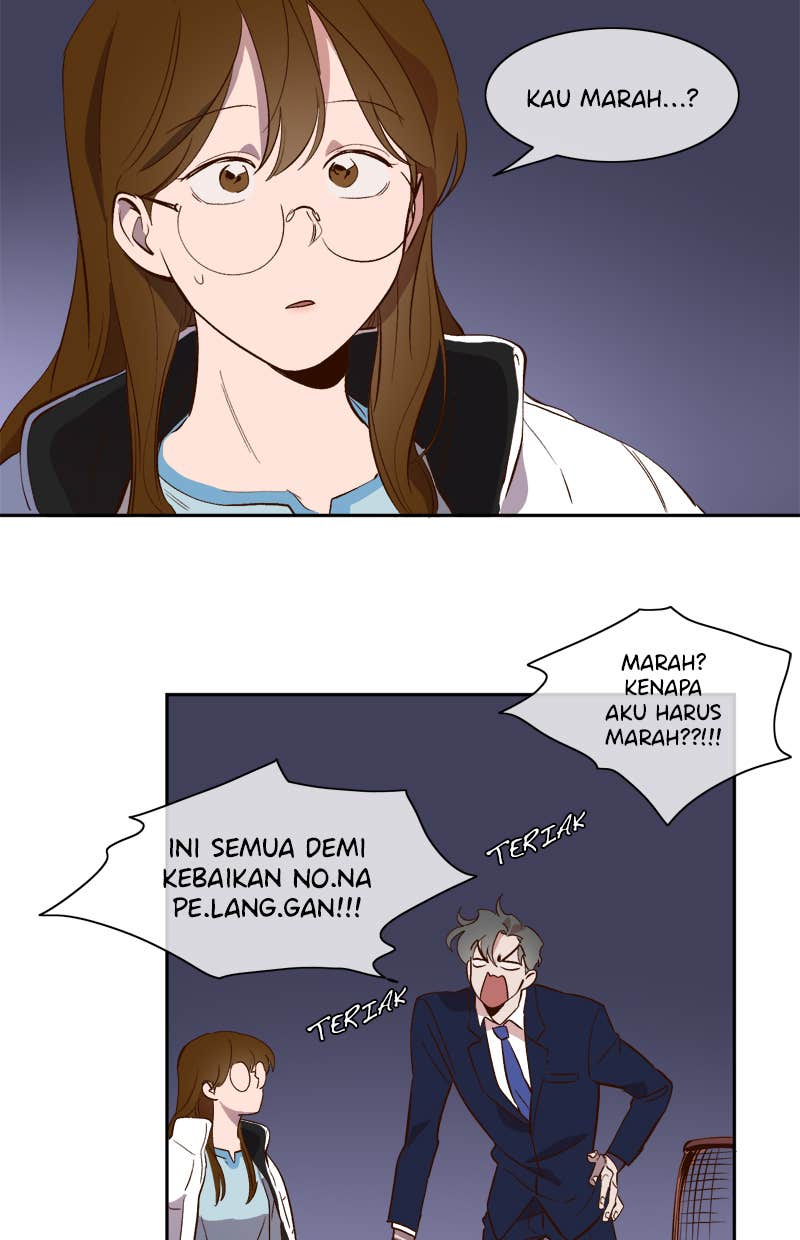 KAU MARAH...?
MARAH?
KENAPA
AKU HARUS
MARAH??!!!
TERIAK
INI SEMUA DEMI
KEBAIKAN NO.NA
PE.LANG.GAN!!!
TERIAK